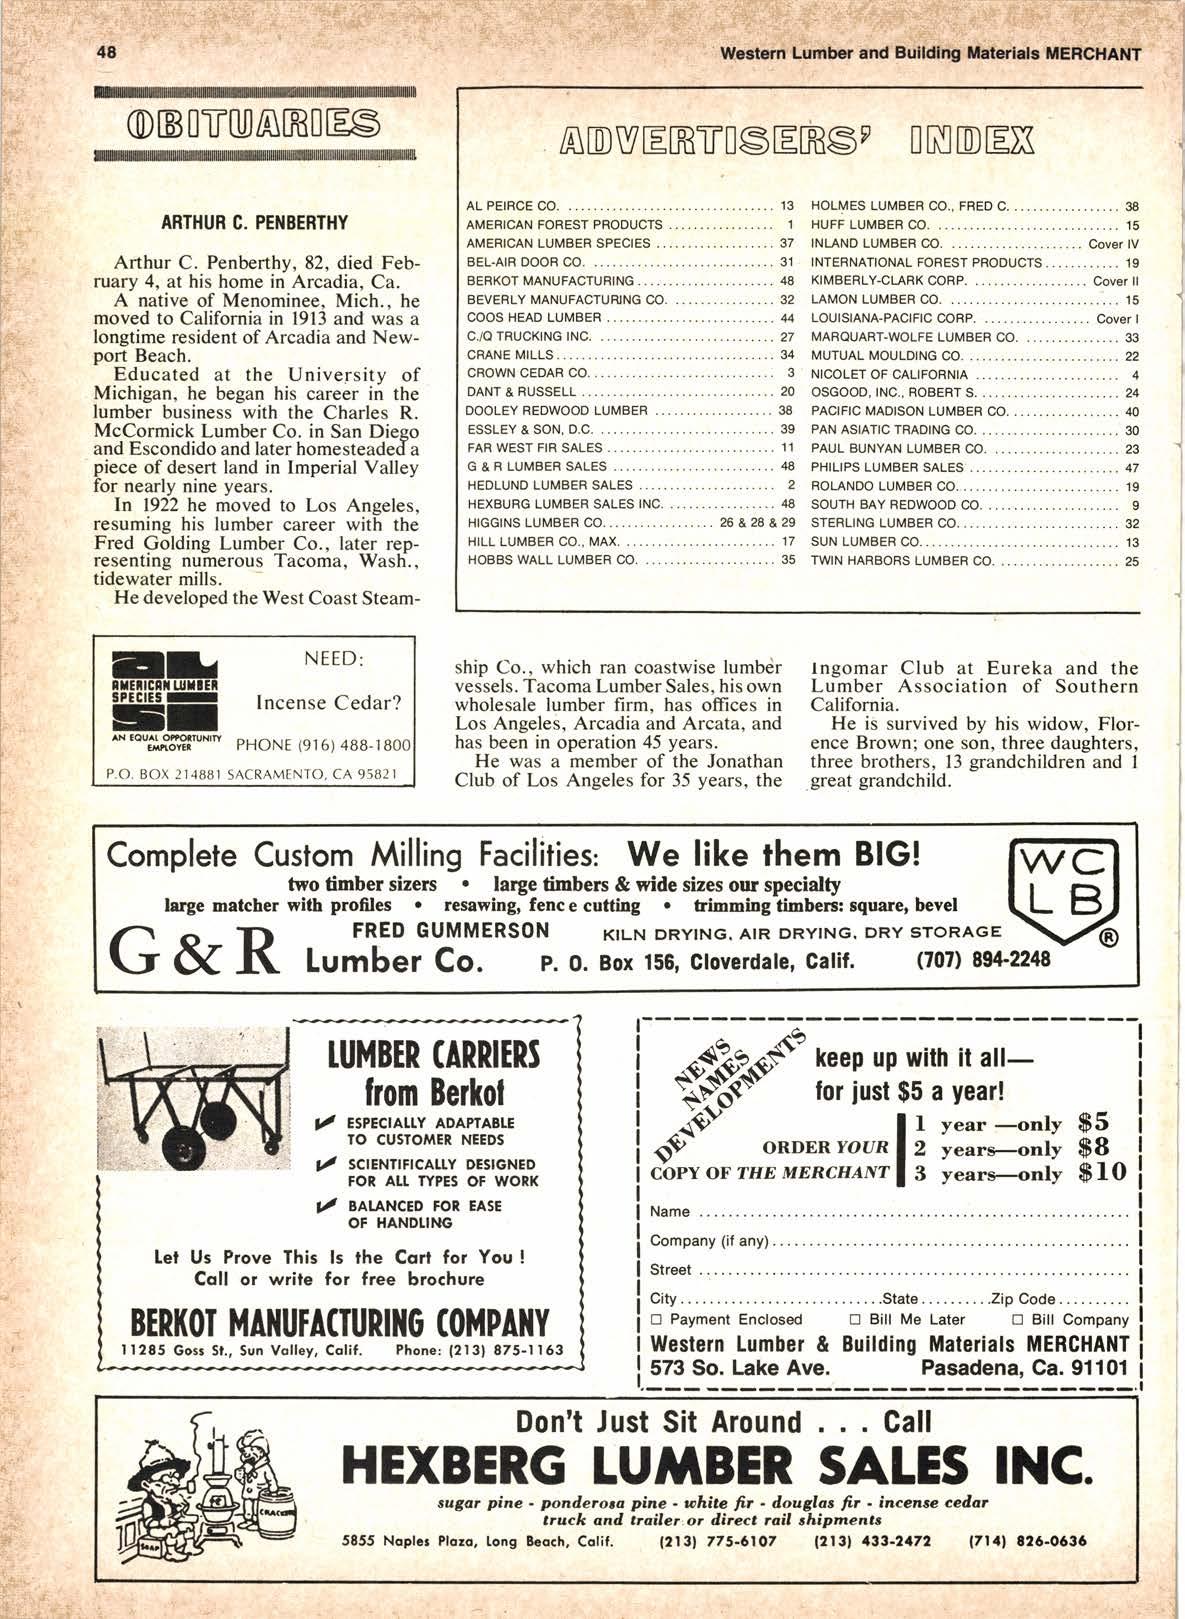 48
Western Lumber and Building Materials MERCHANT
OBITUARIES
ARTHUR C. PENBERTHY
Arthur C. Penberthy, 82, died Feb-
ruary 4, at his home in Arcadia, Ca.
A native of Menominee, Mich., he
moved to California in 1913 and was a
longtime resident of Arcadia and New-
port Beach.
Educated at the University of
Michigan, he began his career in the
lumber business with the Charles R.
McCormick Lumber Co. in San Diego
and Escondido and later homesteaded a
piece of desert land in Imperial Valley
for nearly nine years.
In 1922 he moved to Los Angeles,
resuming his lumber career with the
Fred Golding Lumber Co., later rep-
resenting numerous Tacoma, Wash.,
tidewater mills.
He developed the West Coast Steam-
ADVERTISERS' INDEX
AL PEIRCE CO. 13
AMERICAN FOREST PRODUCTS 1
AMERICAN LUMBER SPECIES 37
BEL-AIR DOOR CO. 31
BERKOT MANUFACTURING 48
BEVERLY MANUFACTURING CO. 32
COOS HEAD LUMBER 44
C./Q TRUCKING INC. 27
CRANE MILLS 34
CROWN CEDAR CO. 3
DANT & RUSSELL 20
DOOLEY REDWOOD LUMBER 38
ESSLEY & SON, D.C. 39
FAR WEST FIR SALES 11
G & R LUMBER SALES 48
HEDLUND LUMBER SALES 2
HEXBURG LUMBER SALES INC. 48
HIGGINS LUMBER CO. 26 & 28 & 29
HILL LUMBER CO., MAX. 17
HOBBS WALL LUMBER CO. 35
HOLMES LUMBER CO., FRED C. 38
HUFF LUMBER CO. 15
INLAND LUMBER CO. Cover IV
INTERNATIONAL FOREST PRODUCTS 19
KIMBERLY-CLARK CORP. Cover II
LAMON LUMBER CO. 15
LOUISIANA-PACIFIC CORP. Cover I
MARQUART-WOLFE LUMBER CO. 33
MUTUAL MOULDING CO. 22
NICOLET OF CALIFORNIA 4
OSGOOD, INC., ROBERT S. 24
PACIFIC MADISON LUMBER CO. 40
PAN ASIATIC TRADING CO. 30
PAUL BUNYAN LUMBER CO. 23
PHILIPS LUMBER SALES 47
ROLANDO LUMBER CO. 19
SOUTH BAY REDWOOD CO. 9
STERLING LUMBER CO. 32
SUN LUMBER CO. 13
TWIN HARBORS LUMBER CO. 25
ALS
AMERICAN LUMBER
SPECIES
AN EQUAL OPPORTUNITY
EMPLOYER
NEED:
Incense Cedar?
PHONE (916) 488-1800
P.O. BOX 214881 SACRAMENTO, CA 95821
ship Co., which ran coastwise lumber
vessels. Tacoma Lumber Sales, his own
wholesale lumber firm, has offices in
Los Angeles, Arcadia and Arcata, and
has been in operation 45 years.
He was a member of the Jonathan
Club of Los Angeles for 35 years, the
Ingomar Club at Eureka and the
Lumber Association of Southern
California.
He is survived by his widow, Flor-
ence Brown; one son, three daughters,
three brothers, 13 grandchildren and 1
great grandchild.
Complete Custom Milling Facilities: We like them BIG!
two timber sizers • large timbers & wide sizes our specialty
large matcher with profiles • resawing, fenc e cutting • trimming timbers: square, bevel
WC
LB
®
G & R
FRED GUMMERSON
Lumber Co.
KILN DRYING, AIR DRYING, DRY STORAGE
P. O. Box 156, Cloverdale, Calif. (707) 894-2248
LUMBER CARRIERS
from Berkot
ESPECIALLY ADAPTABLE
TO CUSTOMER NEEDS
SCIENTIFICALLY DESIGNED
FOR ALL TYPES OF WORK
BALANCED FOR EASE
OF HANDLING
Let Us Prove This Is the Cart for You !
Call or write for free brochure
BERKOT MANUFACTURING COMPANY
11285 Goss St., Sun Valley, Calif. Phone: (213) 875-1163
NEWS
NAMES
DEVELOPMENTS
keep up with it all—
for just $5 a year!
ORDER YOUR
COPY OF THE MERCHANT
1 year —only $5
2 years—only $8
3 years—only $10
Name
Company (if any)
Street
City State Zip Code
□ Payment Enclosed □ Bill Me Later □ Bill Company
Western Lumber & Building Materials MERCHANT
573 So. Lake Ave. Pasadena, Ca. 91101
CRACKERS
SOAP
Don't Just Sit Around . . . Call
HEXBERG LUMBER SALES INC.
sugar pine - ponderosa pine - white fir - douglas fir - incense cedar
truck and trailer or direct rail shipments
5855 Naples Plaza, Long Beach, Calif. (213) 775-6107 (213) 433-2472 (714) 826-0636